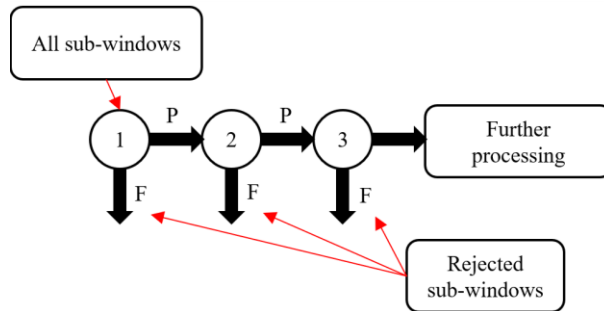 All sub-windows
P
P
1
2
3
Further
processing
F
F
F
Rejected
sub-windows